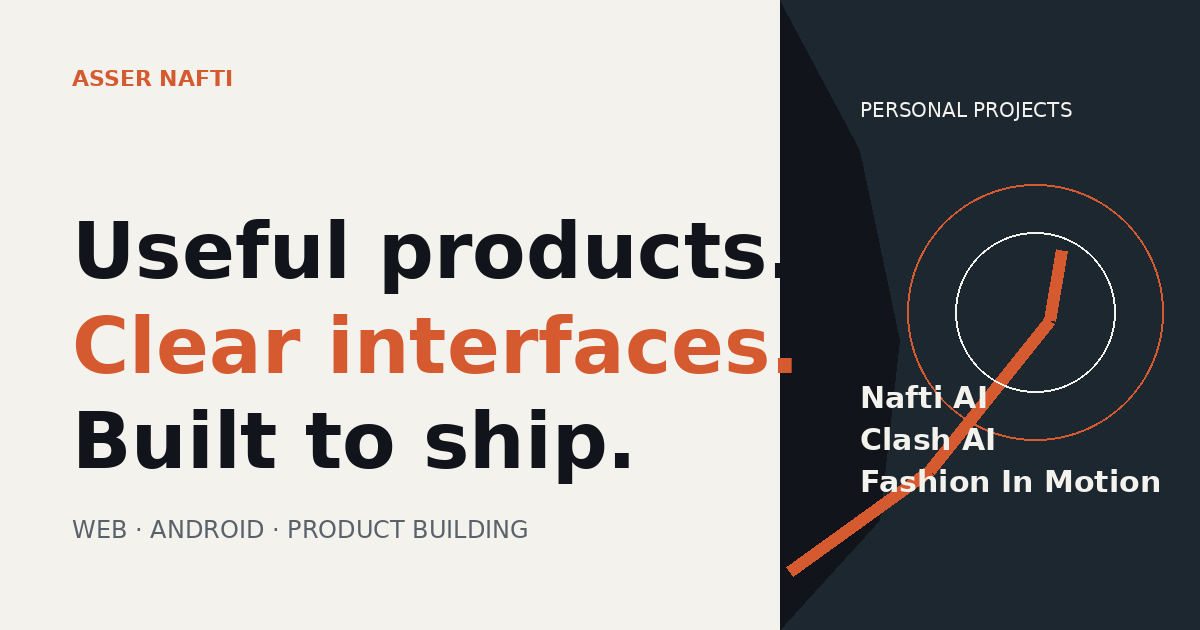 ASSER NAFTI
Useful products.
Clear interfaces.
Built to ship.
WEB · ANDROID · PRODUCT BUILDING
PERSONAL PROJECTS
Nafti AI
Clash AI
Fashion In Motion